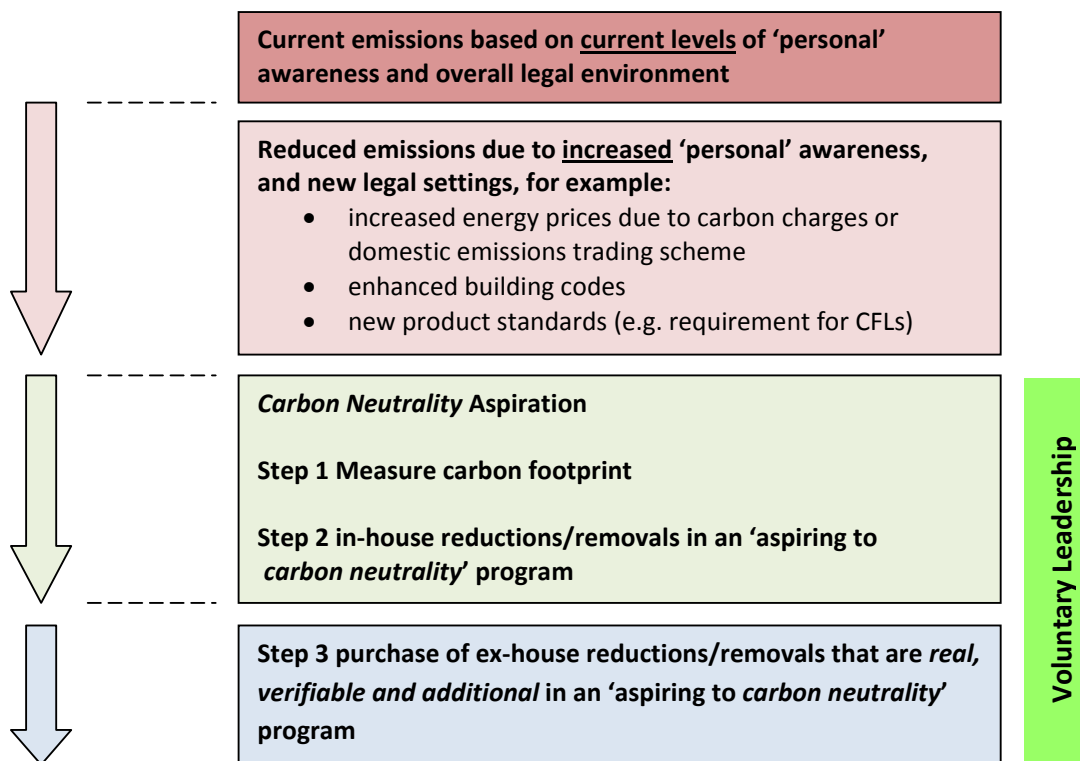 Current emissions based on current levels of ‘personal’
awareness and overall legal environment
Reduced emissions due to increased ‘personal’ awareness,
and new legal settings, for example:
• increased energy prices due to carbon charges or
domestic emissions trading scheme
• enhanced building codes
• new product standards (e.g. requirement for CFLs)
Carbon Neutrality Aspiration
Step 1 Measure carbon footprint
Step 2 in-house reductions/removals in an ‘aspiring to
carbon neutrality’ program
Step 3 purchase of ex-house reductions/removals that are real,
verifiable and additional in an ‘aspiring to carbon neutrality’
program
Voluntary Leadership